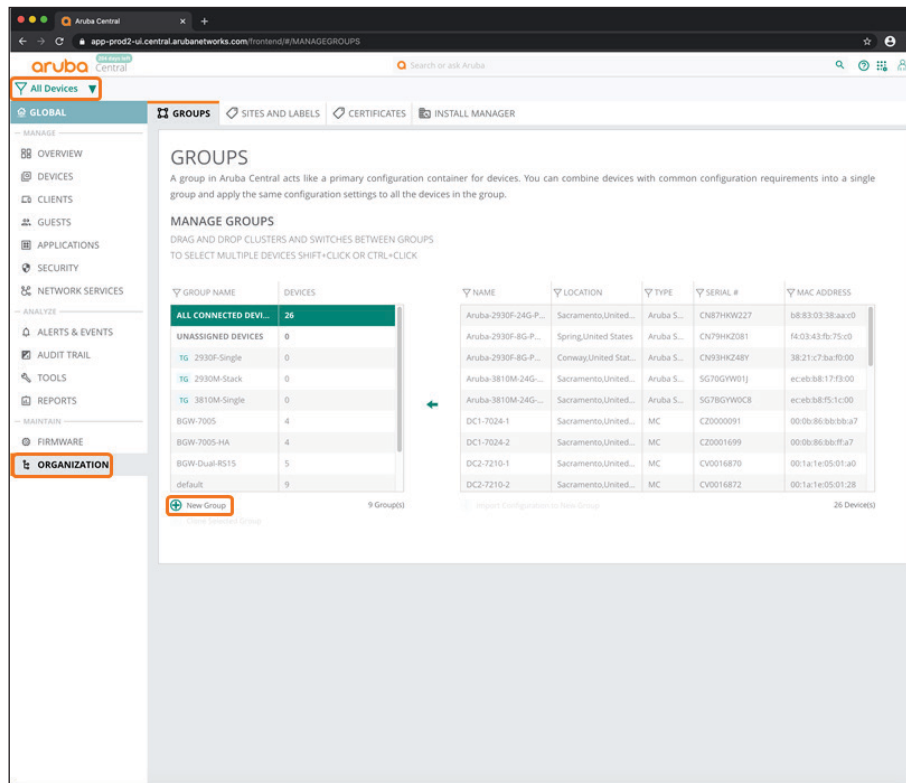 Aruba Central
app-prod2-ui.central.arubanetworks.com/frontend/#/MANAGEGROUPS
aruba Central
Search or ask Aruba
All Devices
GLOBAL
MANAGE
OVERVIEW
DEVICES
CLIENTS
GUESTS
APPLICATIONS
SECURITY
NETWORK SERVICES
ANALYZE
ALERTS & EVENTS
AUDIT TRAIL
TOOLS
REPORTS
MAINTAIN
FIRMWARE
ORGANIZATION
GROUPS SITES AND LABELS CERTIFICATES INSTALL MANAGER
GROUPS
A group in Aruba Central acts like a primary configuration container for devices. You can combine devices with common configuration requirements into a single
group and apply the same configuration settings to all the devices in the group.
MANAGE GROUPS
DRAG AND DROP CLUSTERS AND SWITCHES BETWEEN GROUPS
TO SELECT MULTIPLE DEVICES SHIFT+CLICK OR CTRL+CLICK
GROUP NAME DEVICES
ALL CONNECTED DEVI... 26
UNASSIGNED DEVICES 0
TG 2930F-Single 0
TG 2930M-Stack 0
TG 3810M-Single 0
BGW-7005 4
BGW-7005-HA 4
BGW-Dual-RS15 5
default 9
New Group 9 Group(s)
Clone Selected Group
NAME LOCATION TYPE SERIAL # MAC ADDRESS
Aruba-2930F-24G-P... Sacramento,United... Aruba S... CN87HKW227 b8:83:03:38:aa:c0
Aruba-2930F-8G-P... Spring,United States Aruba S... CN79HKZ081 f4:03:43:fb:75:c0
Aruba-2930F-8G-P... Conway,United Stat... Aruba S... CN93HKZ48Y 38:21:c7:ba:f0:00
Aruba-3810M-24G-... Sacramento,United... Aruba S... SG70GYW01J ec:eb:b8:17:f3:00
Aruba-3810M-24G-... Sacramento,United... Aruba S... SG7BGYW0C8 ec:eb:b8:f5:1c:00
DC1-7024-1 Sacramento,United... MC CZ0000091 00:0b:86:bb:bb:a7
DC1-7024-2 Sacramento,United... MC CZ0001699 00:0b:86:bb:ff:a7
DC2-7210-1 Sacramento,United... MC CV0016870 00:1a:1e:05:01:a0
DC2-7210-2 Sacramento,United... MC CV0016872 00:1a:1e:05:01:28
Import Configuration to New Group 26 Device(s)